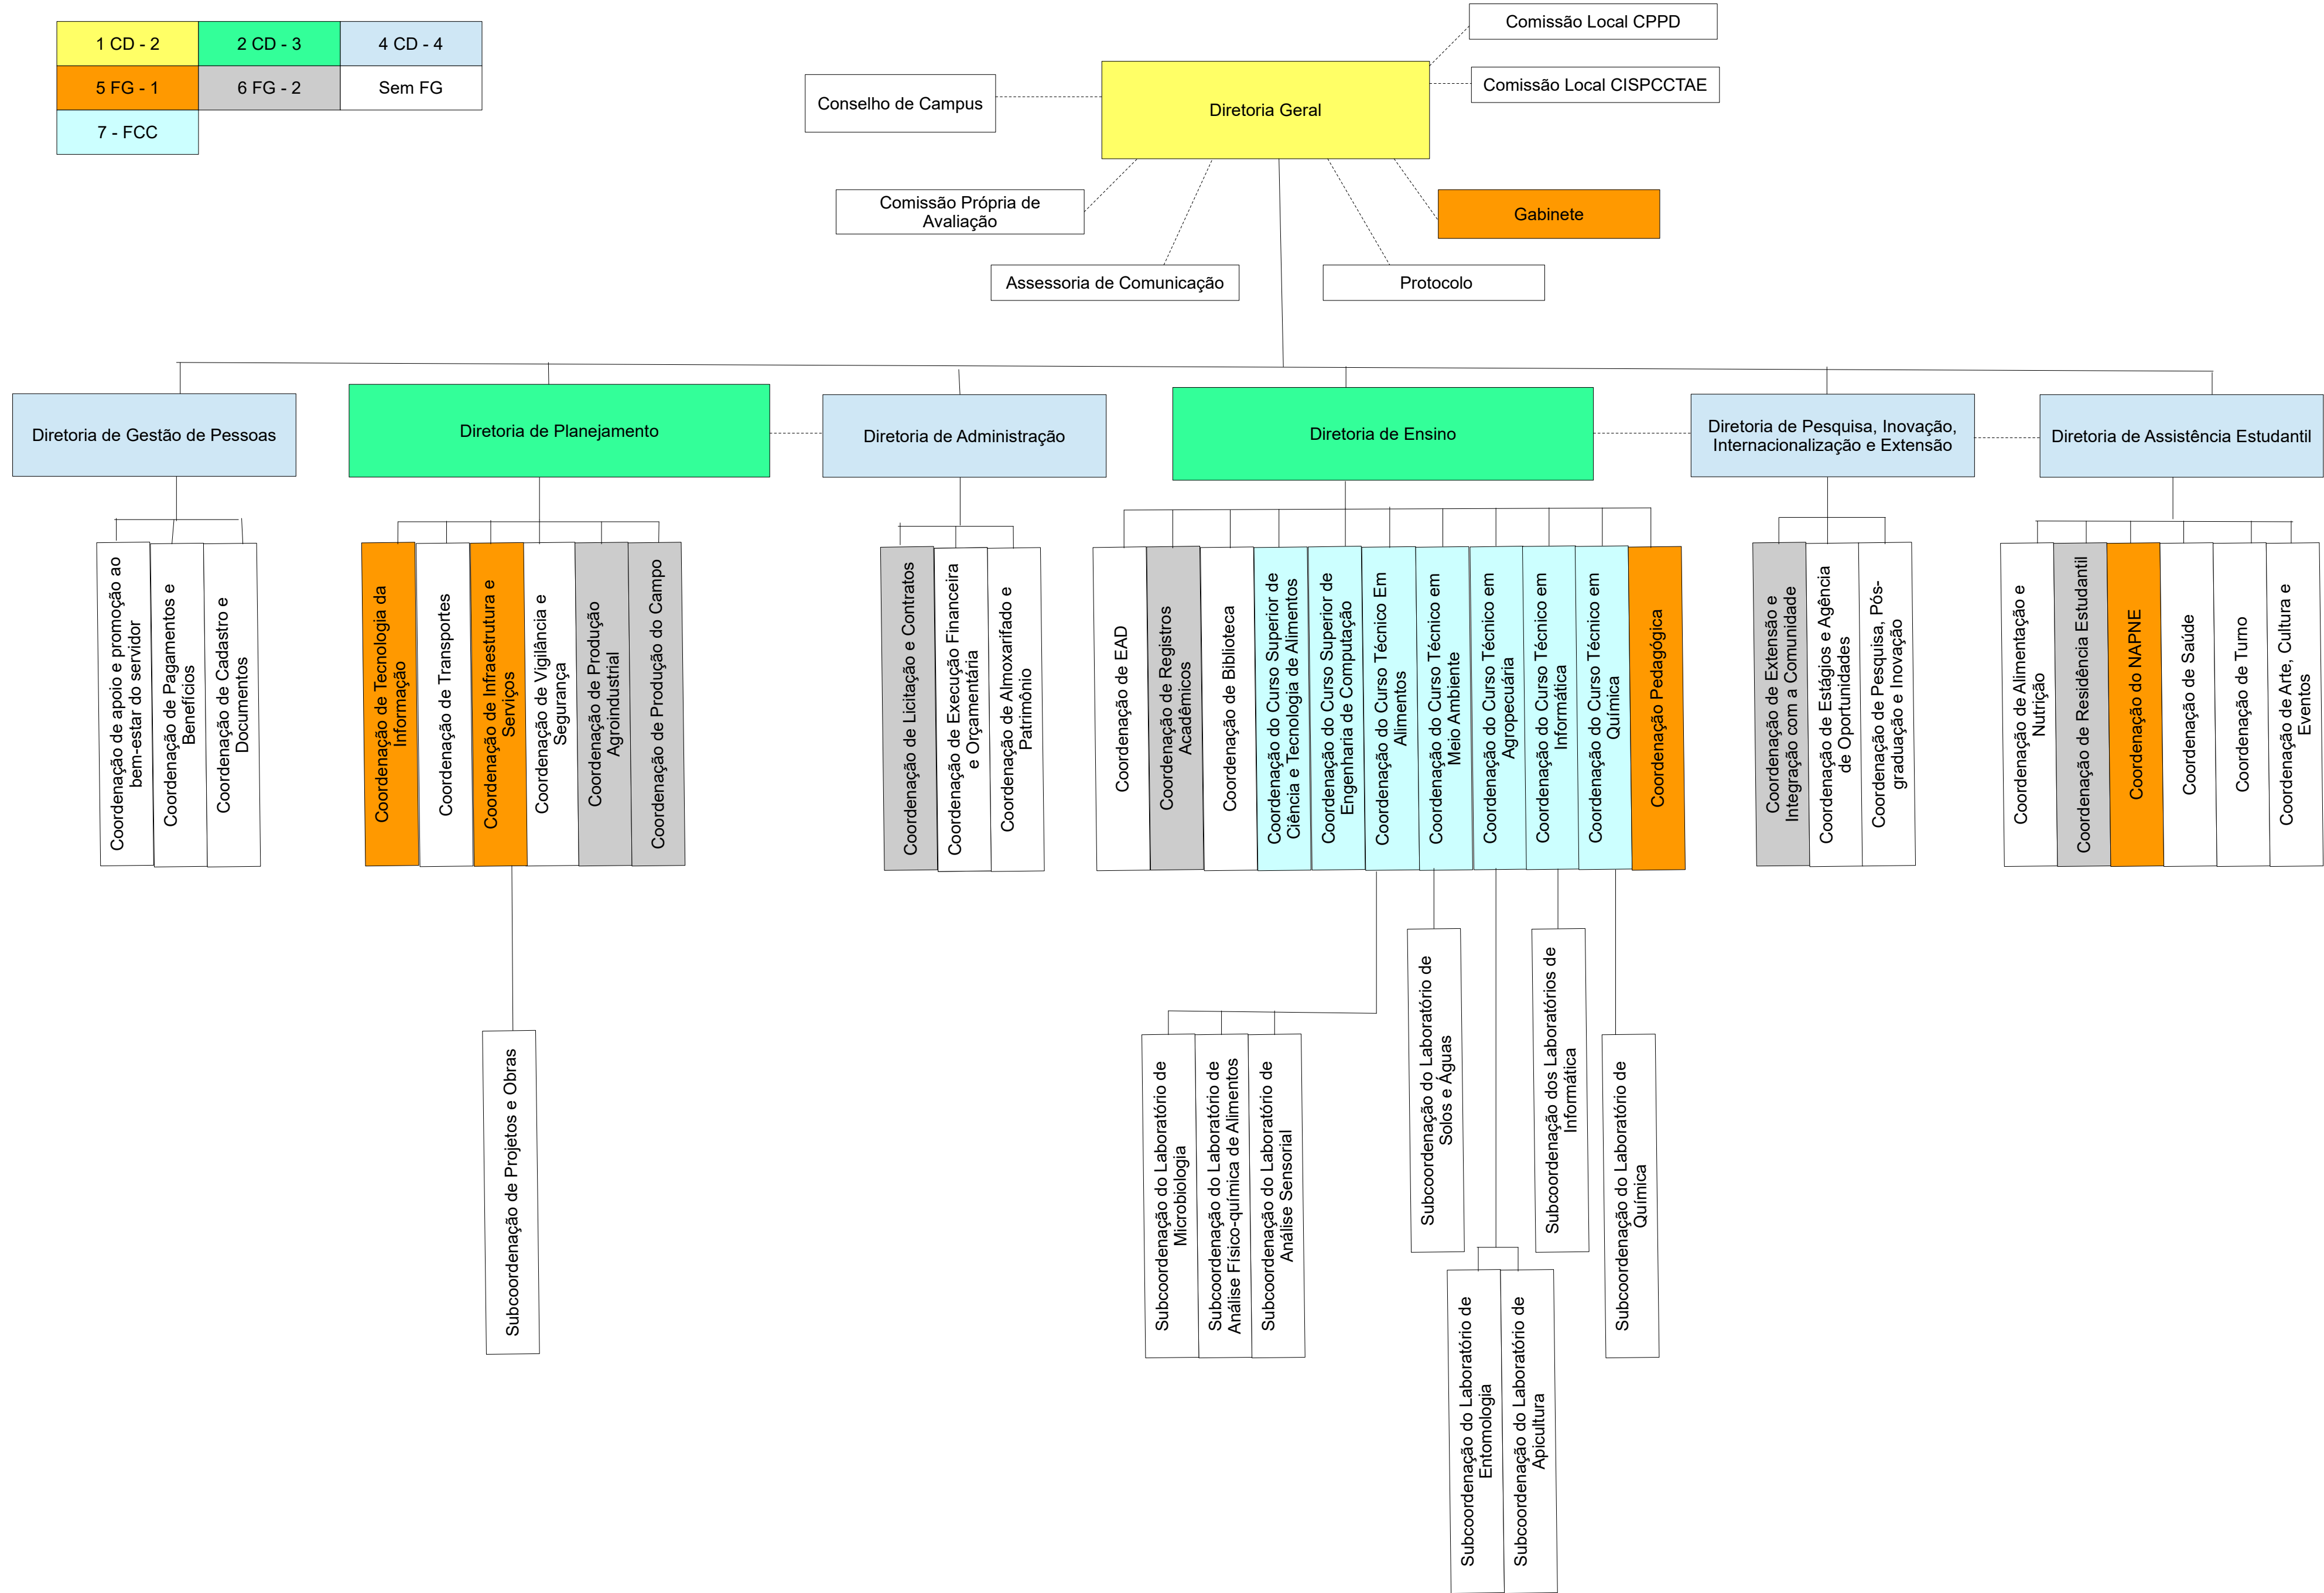 1 CD - 2
2 CD - 3
4 CD - 4
5 FG - 1
6 FG - 2
Sem FG
7 - FCC
Comissão Local CPPD
Comissão Local CISPCCTAE
Conselho de Campus
Diretoria Geral
Comissão Própria de
Avaliação
Gabinete
Assessoria de Comunicação
Protocolo
Diretoria de Gestão de Pessoas
Diretoria de Planejamento
Diretoria de Administração
Diretoria de Ensino
Diretoria de Pesquisa, Inovação,
Internacionalização e Extensão
Diretoria de Assistência Estudantil
Coordenação de apoio e promoção ao
bem-estar do servidor
Coordenação de Pagamentos e
Benefícios
Coordenação de Cadastro e
Documentos
Coordenação de Tecnologia da
Informação
Coordenação de Transportes
Coordenação de Infraestrutura e
Serviços
Coordenação de Vigilância e
Segurança
Coordenação de Produção
Agroindustrial
Coordenação de Produção do Campo
Coordenação de Licitação e Contratos
Coordenação de Execução Financeira
e Orçamentária
Coordenação de Almoxarifado e
Patrimônio
Coordenação de EAD
Coordenação de Registros
Acadêmicos
Coordenação de Biblioteca
Coordenação do Curso Superior de
Ciência e Tecnologia de Alimentos
Coordenação do Curso Superior de
Engenharia de Computação
Coordenação do Curso Técnico Em
Alimentos
Coordenação do Curso Técnico em
Meio Ambiente
Coordenação do Curso Técnico em
Agropecuária
Coordenação do Curso Técnico em
Informática
Coordenação do Curso Técnico em
Química
Coordenação Pedagógica
Coordenação de Extensão e
Integração com a Comunidade
Coordenação de Estágios e Agência
de Oportunidades
Coordenação de Pesquisa, Pós-
graduação e Inovação
Coordenação de Alimentação e
Nutrição
Coordenação de Residência Estudantil
Coordenação do NAPNE
Coordenação de Saúde
Coordenação de Turno
Coordenação de Arte, Cultura e
Eventos
Subcoordenação de Projetos e Obras
Subcoordenação do Laboratório de
Microbiologia
Subcoordenação do Laboratório de
Análise Físico-química de Alimentos
Subcoordenação do Laboratório de
Análise Sensorial
Subcoordenação do Laboratório de
Solos e Águas
Subcoordenação do Laboratório de
Entomologia
Subcoordenação do Laboratório de
Apicultura
Subcoordenação dos Laboratórios de
Informática
Subcoordenação do Laboratório de
Química